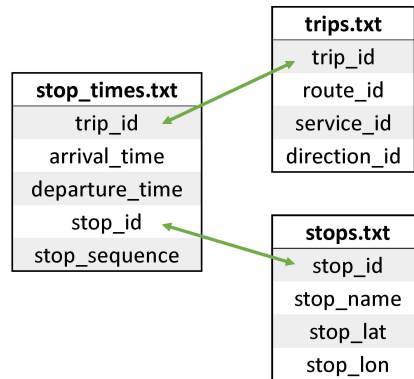 stop_times.txt
trip_id
arrival_time
departure_time
stop_id
stop_sequence
trips.txt
trip_id
route_id
service_id
direction_id
stops.txt
stop_id
stop_name
stop_lat
stop_lon